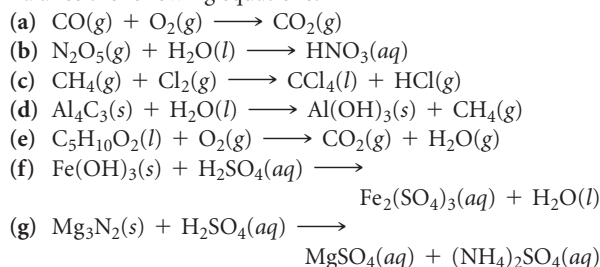 (a) CO(g) + O₂(g) ⟶ CO₂(g)
(b) N₂O₅(g) + H₂O(l) ⟶ HNO₃(aq)
(c) CH₄(g) + Cl₂(g) ⟶ CCl₄(l) + HCl(g)
(d) Al₄C₃(s) + H₂O(l) ⟶ Al(OH)₃(s) + CH₄(g)
(e) C₅H₁₀O₂(l) + O₂(g) ⟶ CO₂(g) + H₂O(g)
(f) Fe(OH)₃(s) + H₂SO₄(aq) ⟶
Fe₂(SO₄)₃(aq) + H₂O(l)
(g) Mg₃N₂(s) + H₂SO₄(aq) ⟶
MgSO₄(aq) + (NH₄)₂SO₄(aq)